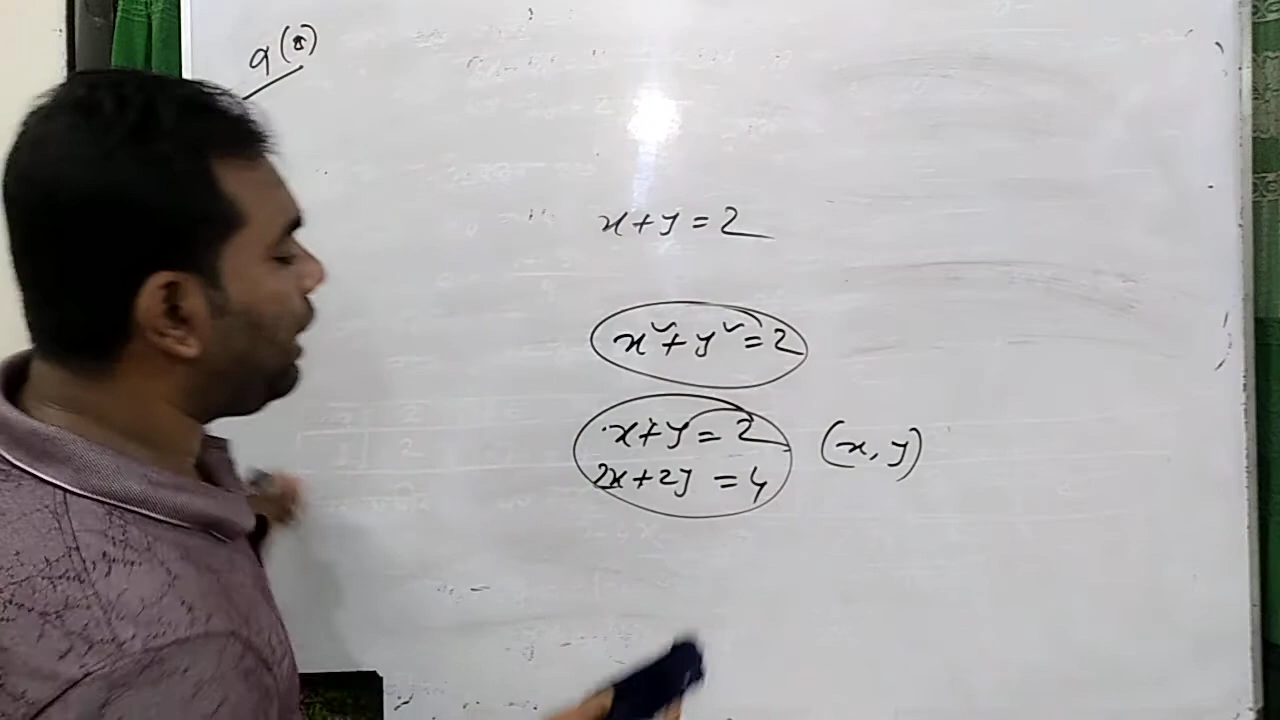 x + y = 2
x² + y² = 2
x + y = 2
2x + 2y = 4
(x, y)